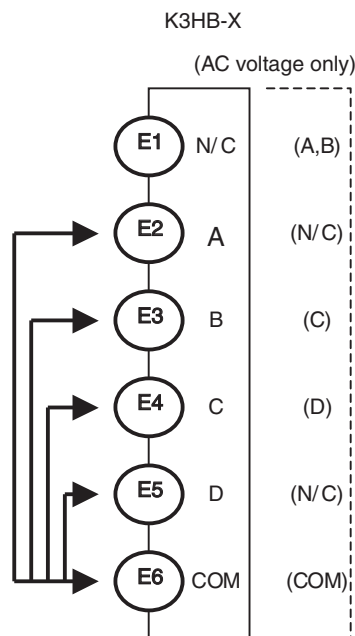 K3HB-X
(AC voltage only)
E1 N/C (A,B)
E2 A (N/C)
E3 B (C)
E4 C (D)
E5 D (N/C)
E6 COM (COM)